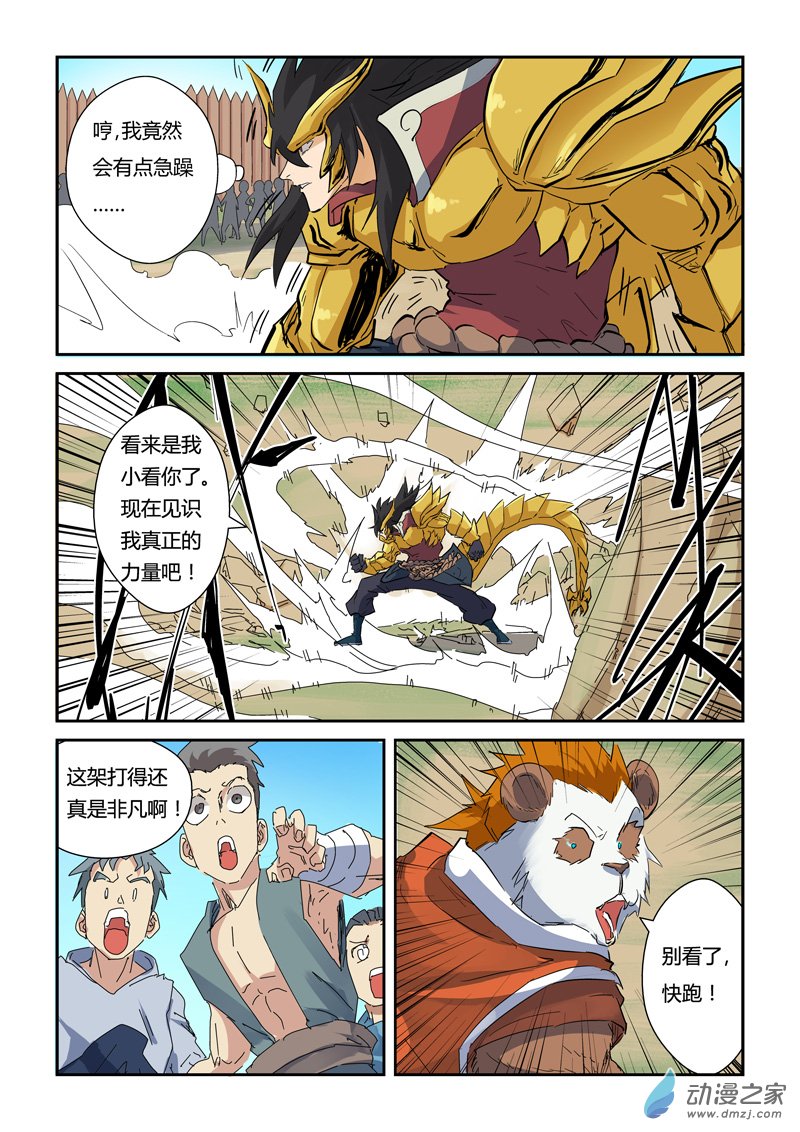 哼,我竟然
会有点急躁
……
看来是我
小看你了。
现在见识
我真正的
力量吧！
这架打得还
真是非凡啊！
别看了，
快跑！
动漫之家
www.dmzj.com